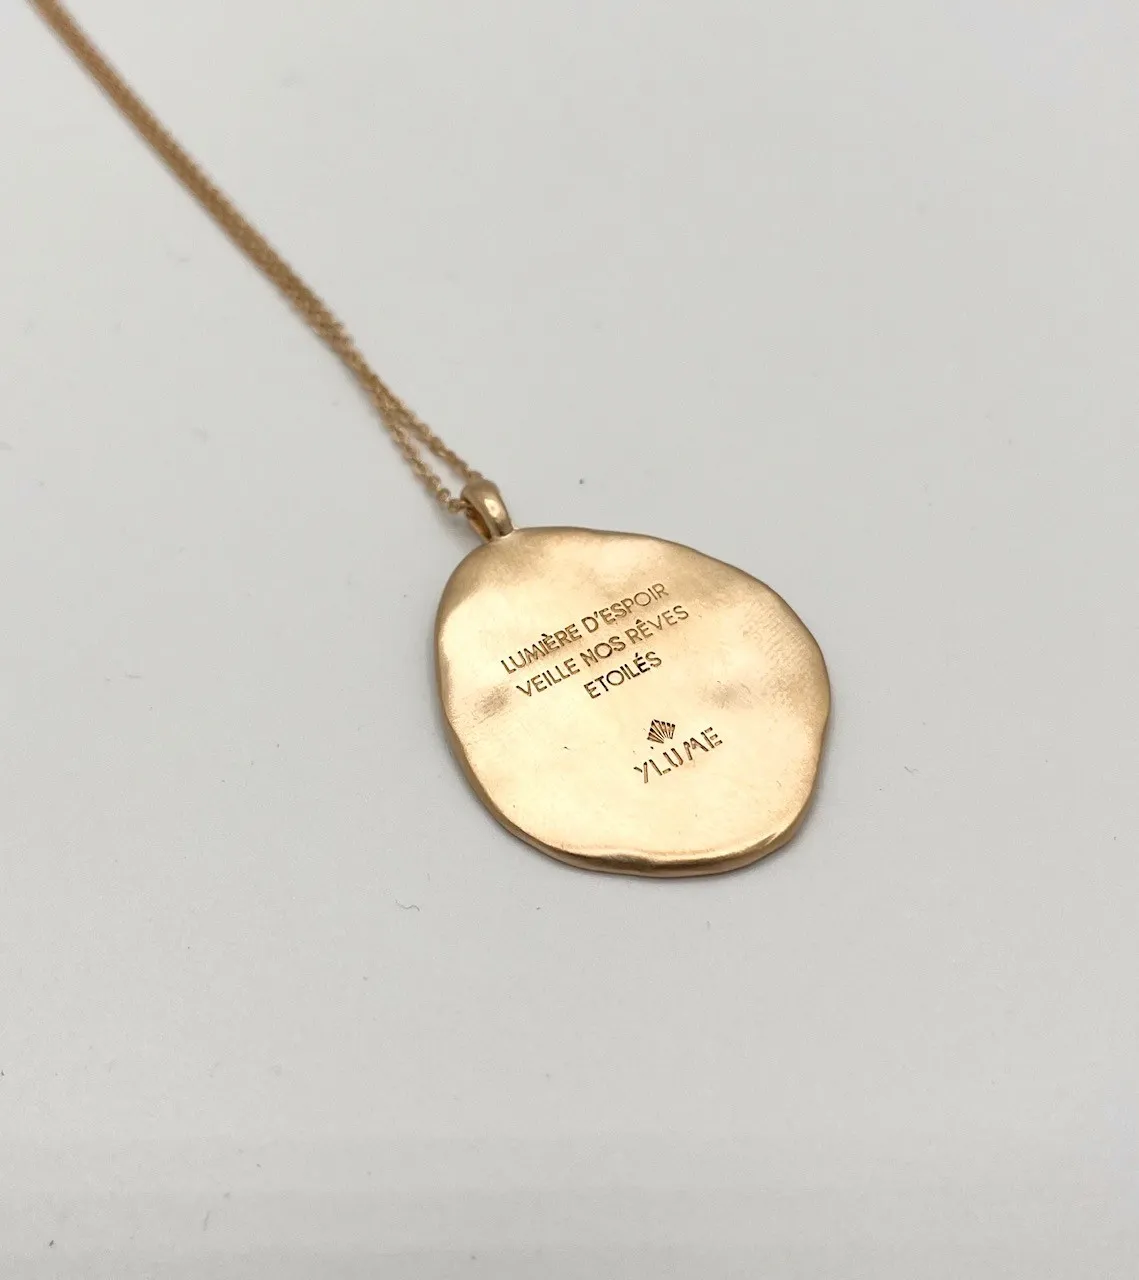 LUMIÈRE D'ESPOIR
VEILLE NOS RÊVES
ETOILÉS
YLUME